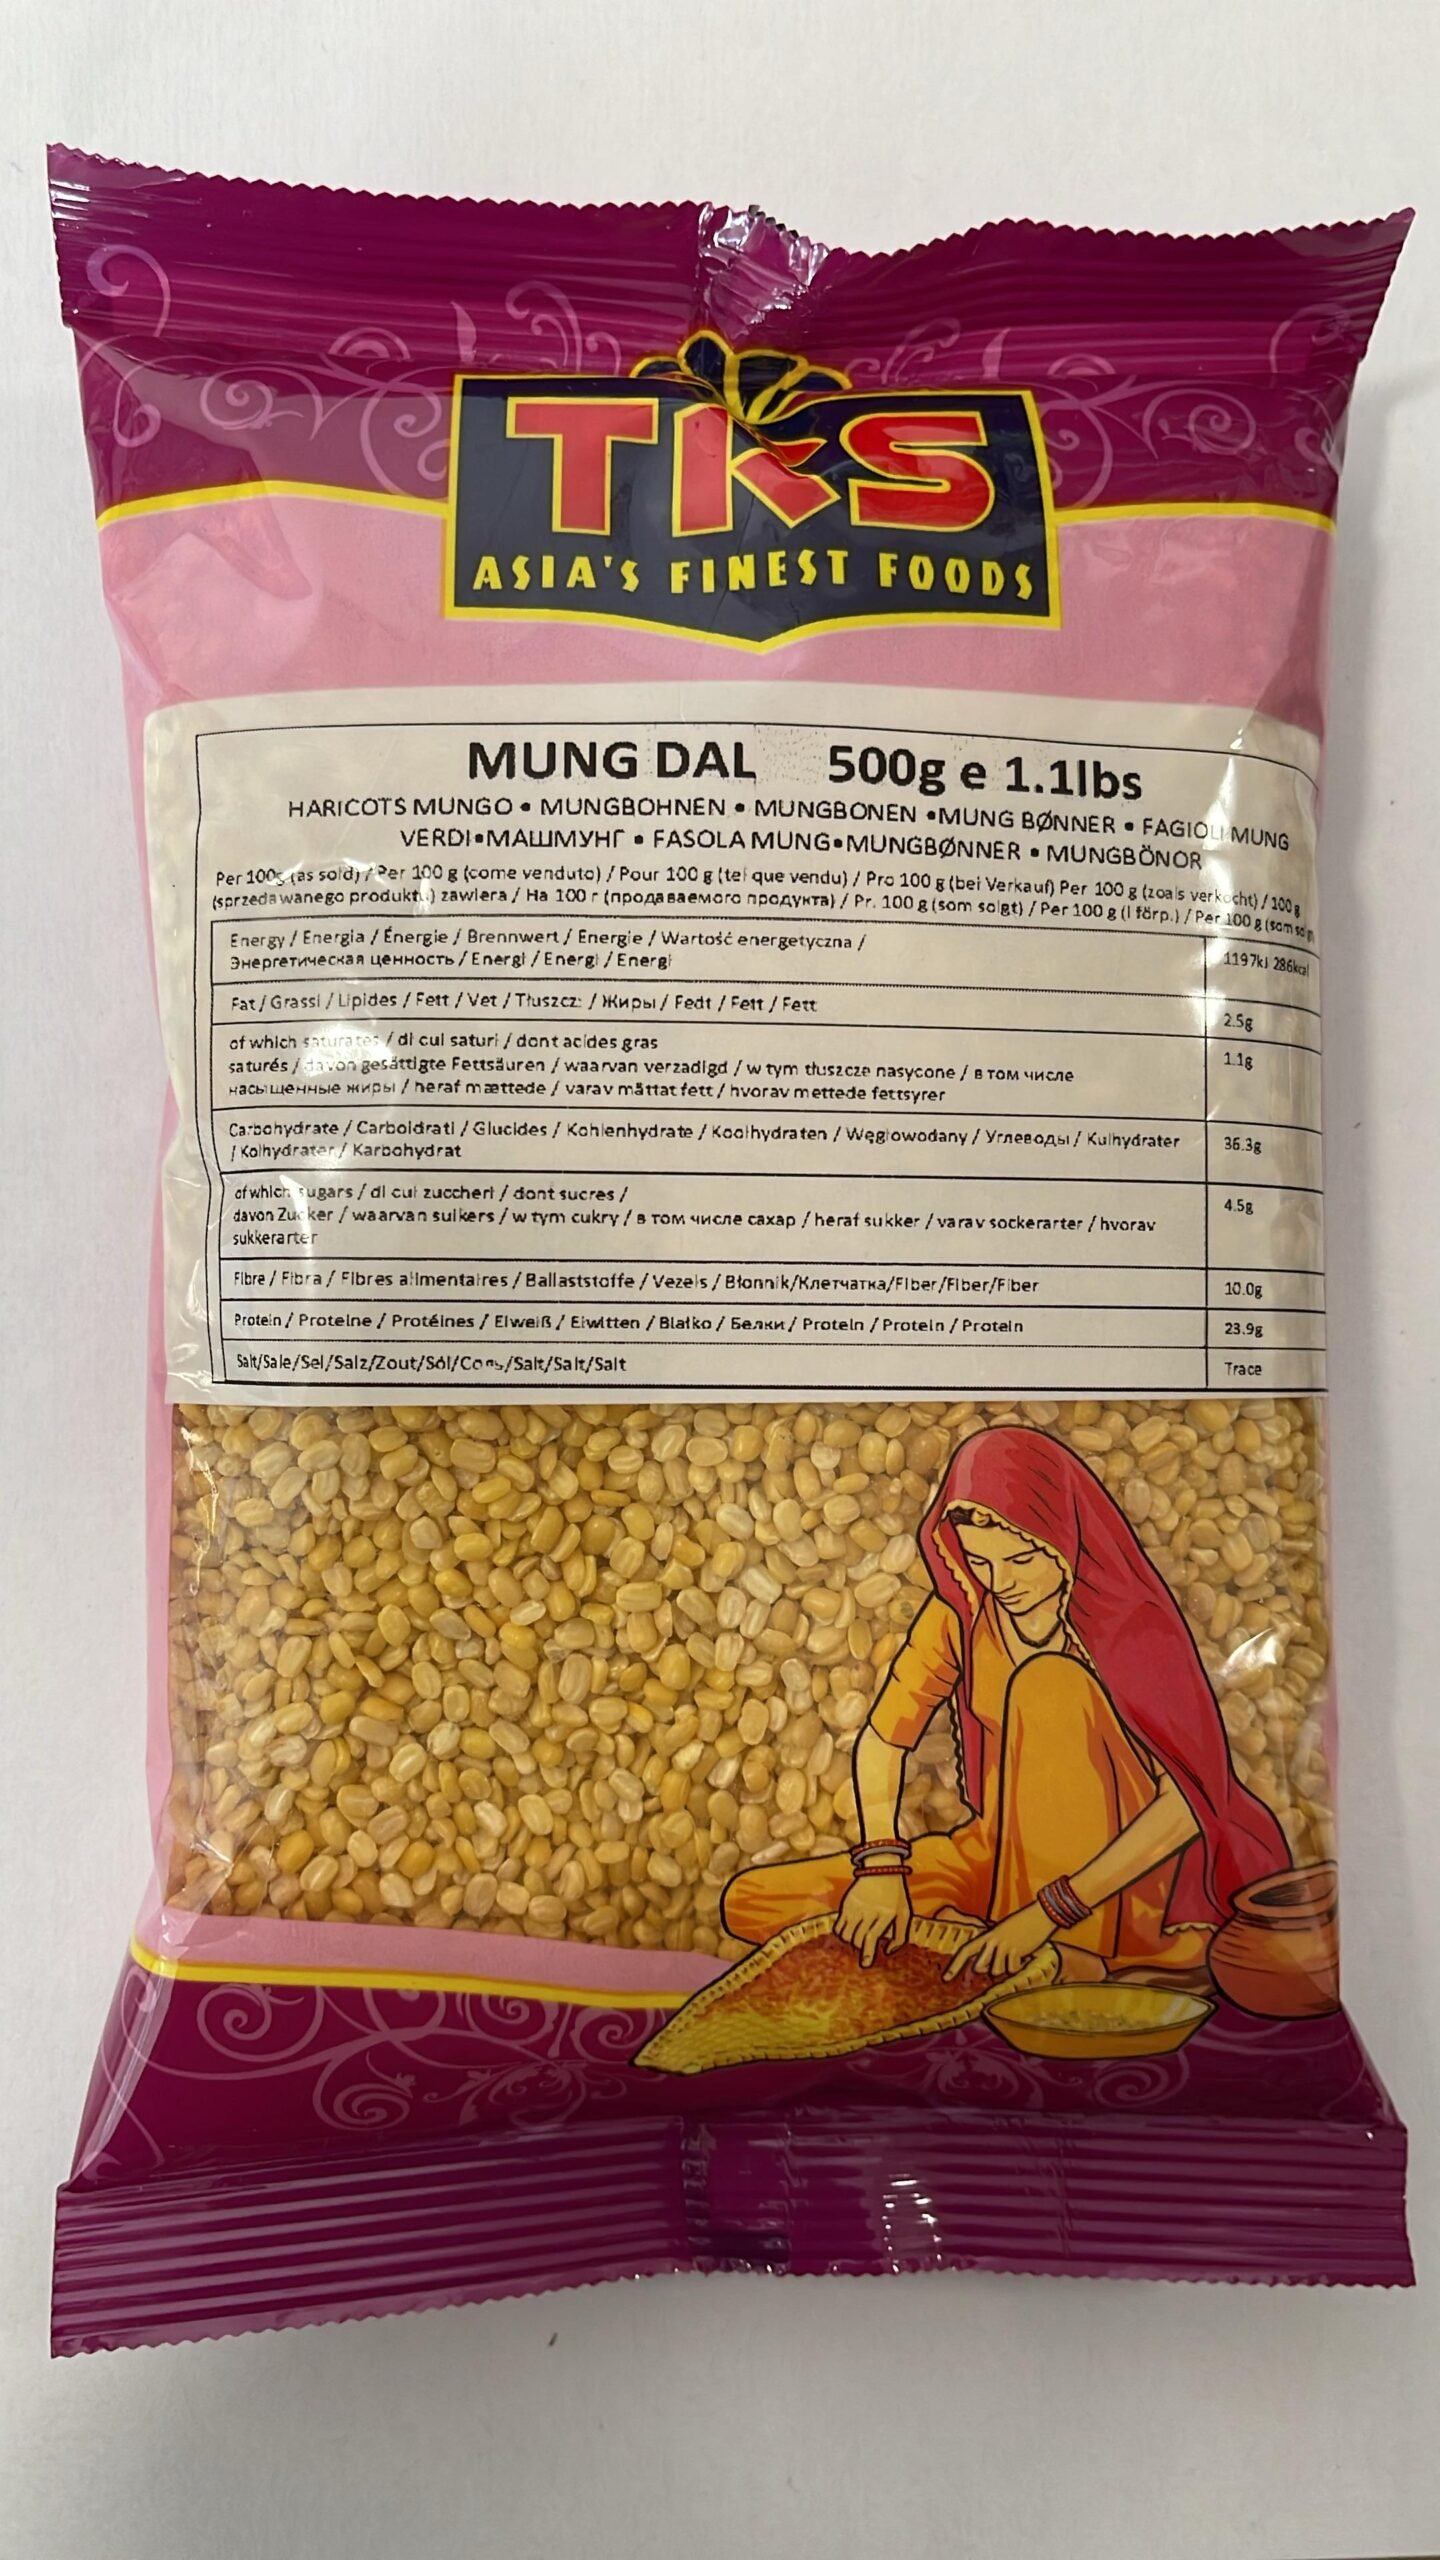 TRS
ASIA'S FINEST FOODS
MUNG DAL 500g e 1.1lbs
HARICOTS MUNGO • MUNGBOHNEN • MUNGBONEN •MUNG BØNNER • FAGIOLI MUNG
VERDI•МАШМУНГ • FASOLA MUNG•MUNGBØNNER • MUNGBÖNOR
Per 100g (as sold) / Per 100 g (come venduto) / Pour 100 g (tel que vendu) / Pro 100 g (bei Verkauf) Per 100 g (zoals verkocht) / 100 g
(sprzedawanego produktu) zawiera / На 100 г (продаваемого продукта) / Pr. 100 g (som solgt) / Per 100 g (I förp.) / Per 100 g (som
Energy / Energia / Énergie / Brennwert / Energie / Wartość energetyczna /
Энергетическая ценность / Energi / Energi / Energi
1197kJ 286kcal
Fat / Grassi / Lipides / Fett / Vet / Tłuszcz: / Жиры / Fedt / Fett / Fett
2.5g
of which saturates / di cui saturi / dont acides gras
saturés / davon gesättigte Fettsäuren / waarvan verzadigd / w tym tłuszcze nasycone / в том числе
насыщенные жиры / heraf mættede / varav mättat fett / hvorav mettede fettsyrer
1.1g
Carbohydrate / Carboidrati / Glucides / Kohlenhydrate / Koolhydraten / Węglowodany / Углеводы / Kulhydrater
/ Kolhydrater / Karbohydrat
36.3g
of which sugars / di cui zuccheri / dont sucres /
davon Zucker / waarvan suikers / w tym cukry / в том числе сахар / heraf sukker / varav sockerarter / hvorav
sukkerarter
4.5g
Fibre / Fibra / Fibres alimentaires / Ballaststoffe / Vezels / Błonnik/Клетчатка/Fiber/Fiber/Fiber
10.0g
Protein / Proteine / Protéines / Eiweiß / Eiwitten / Białko / Белки / Protein / Protein / Protein
23.9g
Salt/Sale/Sel/Salz/Zout/Sól/Соль/Salt/Salt/Salt
Trace